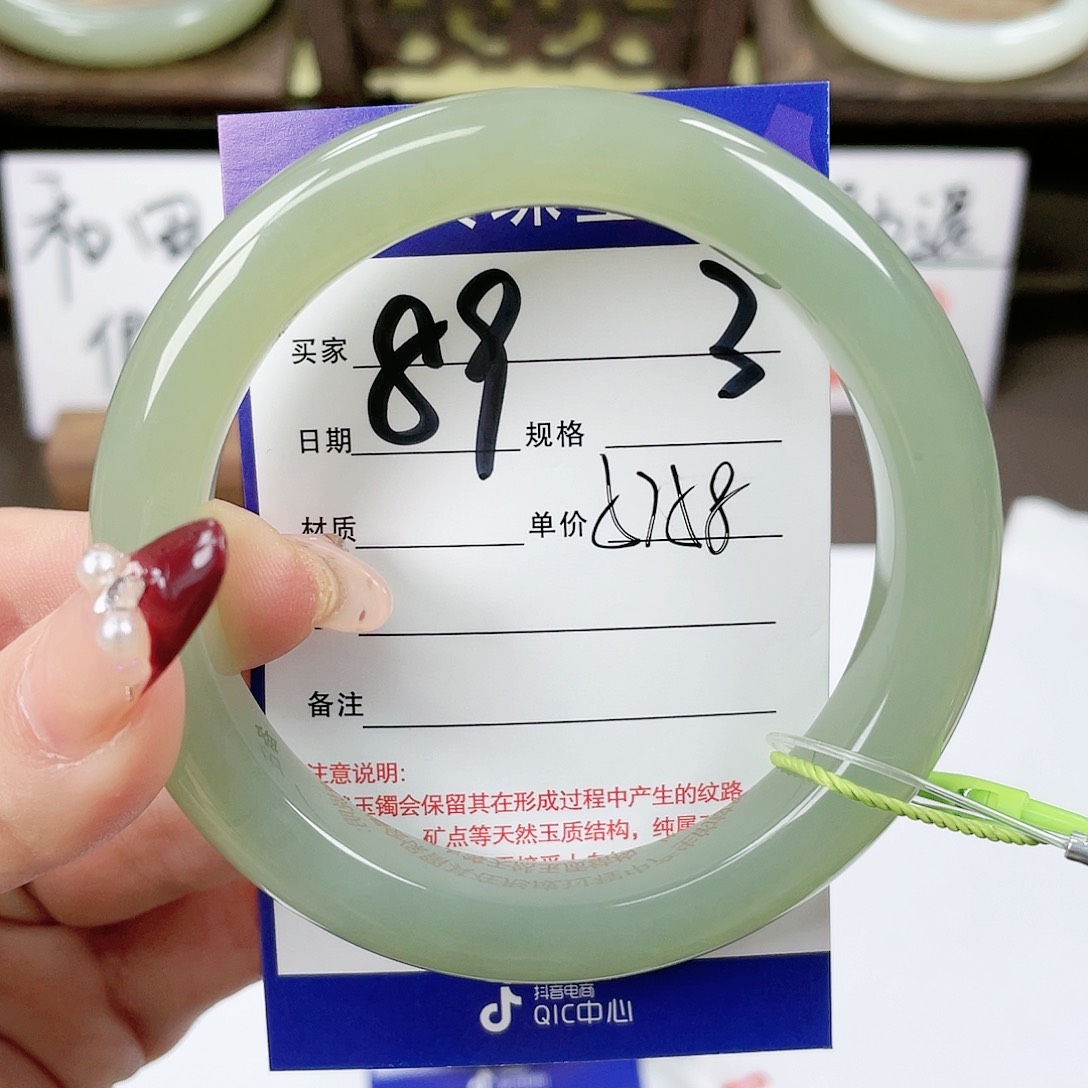 和田
买家 89 3
日期 规格
材质 单价 6768
备注
注意说明:
玉镯会保留其在形成过程中产生的纹路
矿点等天然玉质结构，纯属
抖音电商
QIC中心